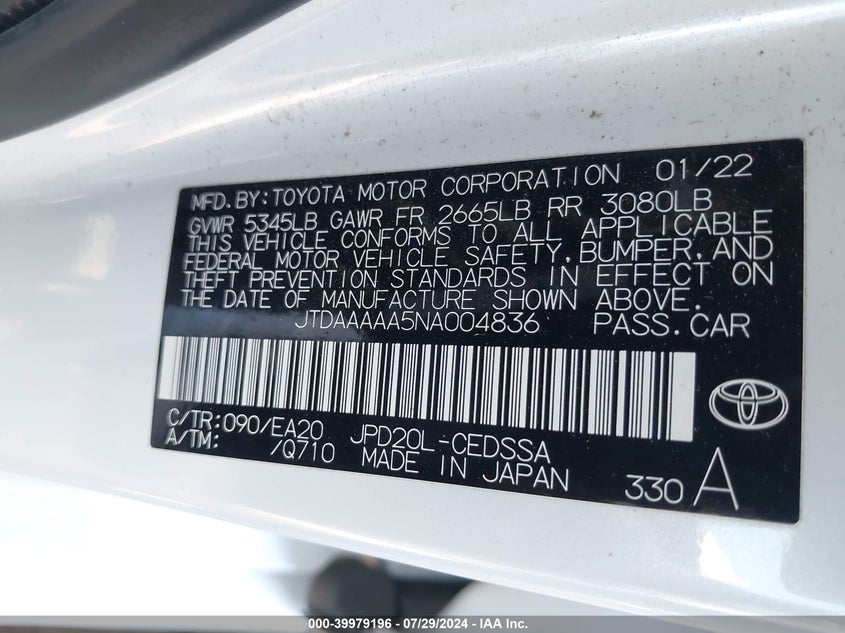 MFD. BY: TOYOTA MOTOR CORPORATION 01/22
GVWR 5345LB GAWR FR 2665LB RR 3080LB
THIS VEHICLE CONFORMS TO ALL APPLICABLE
FEDERAL MOTOR VEHICLE SAFETY, BUMPER, AND
THEFT PREVENTION STANDARDS IN EFFECT ON
THE DATE OF MANUFACTURE SHOWN ABOVE.
JTDAAAAA5NA004836 PASS. CAR
C/TR: 090/EA20 JPD20L-CEDSSA
A/TM: /Q710 MADE IN JAPAN
330 A
000-39979196 - 07/29/2024 - IAA Inc.